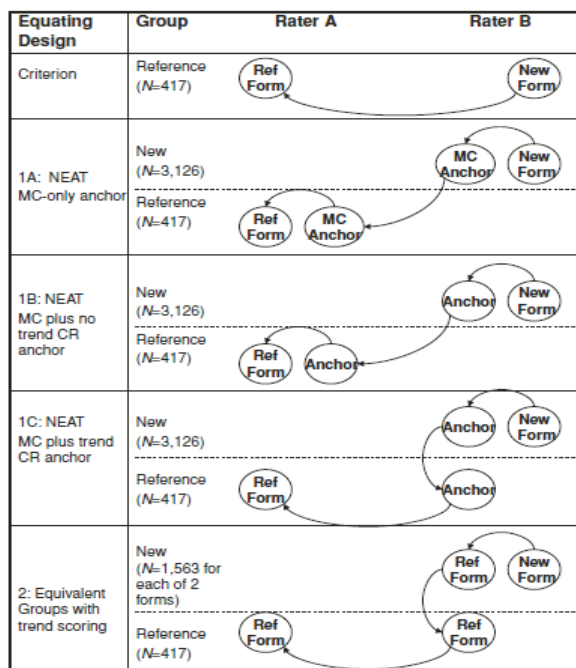 Equating
Design
Group
Rater A
Rater B
Criterion
Reference
(N=417)
Ref
Form
New
Form
1A: NEAT
MC-only anchor
New
(N=3,126)
MC
Anchor
New
Form
Reference
(N=417)
Ref
Form
MC
Anchor
1B: NEAT
MC plus no
trend CR
anchor
New
(N=3,126)
Anchor
New
Form
Reference
(N=417)
Ref
Form
Anchor
1C: NEAT
MC plus trend
CR anchor
New
(N=3,126)
Anchor
New
Form
Reference
(N=417)
Ref
Form
Anchor
2: Equivalent
Groups with
trend scoring
New
(N=1,563 for
each of 2
forms)
Ref
Form
New
Form
Reference
(N=417)
Ref
Form
Ref
Form